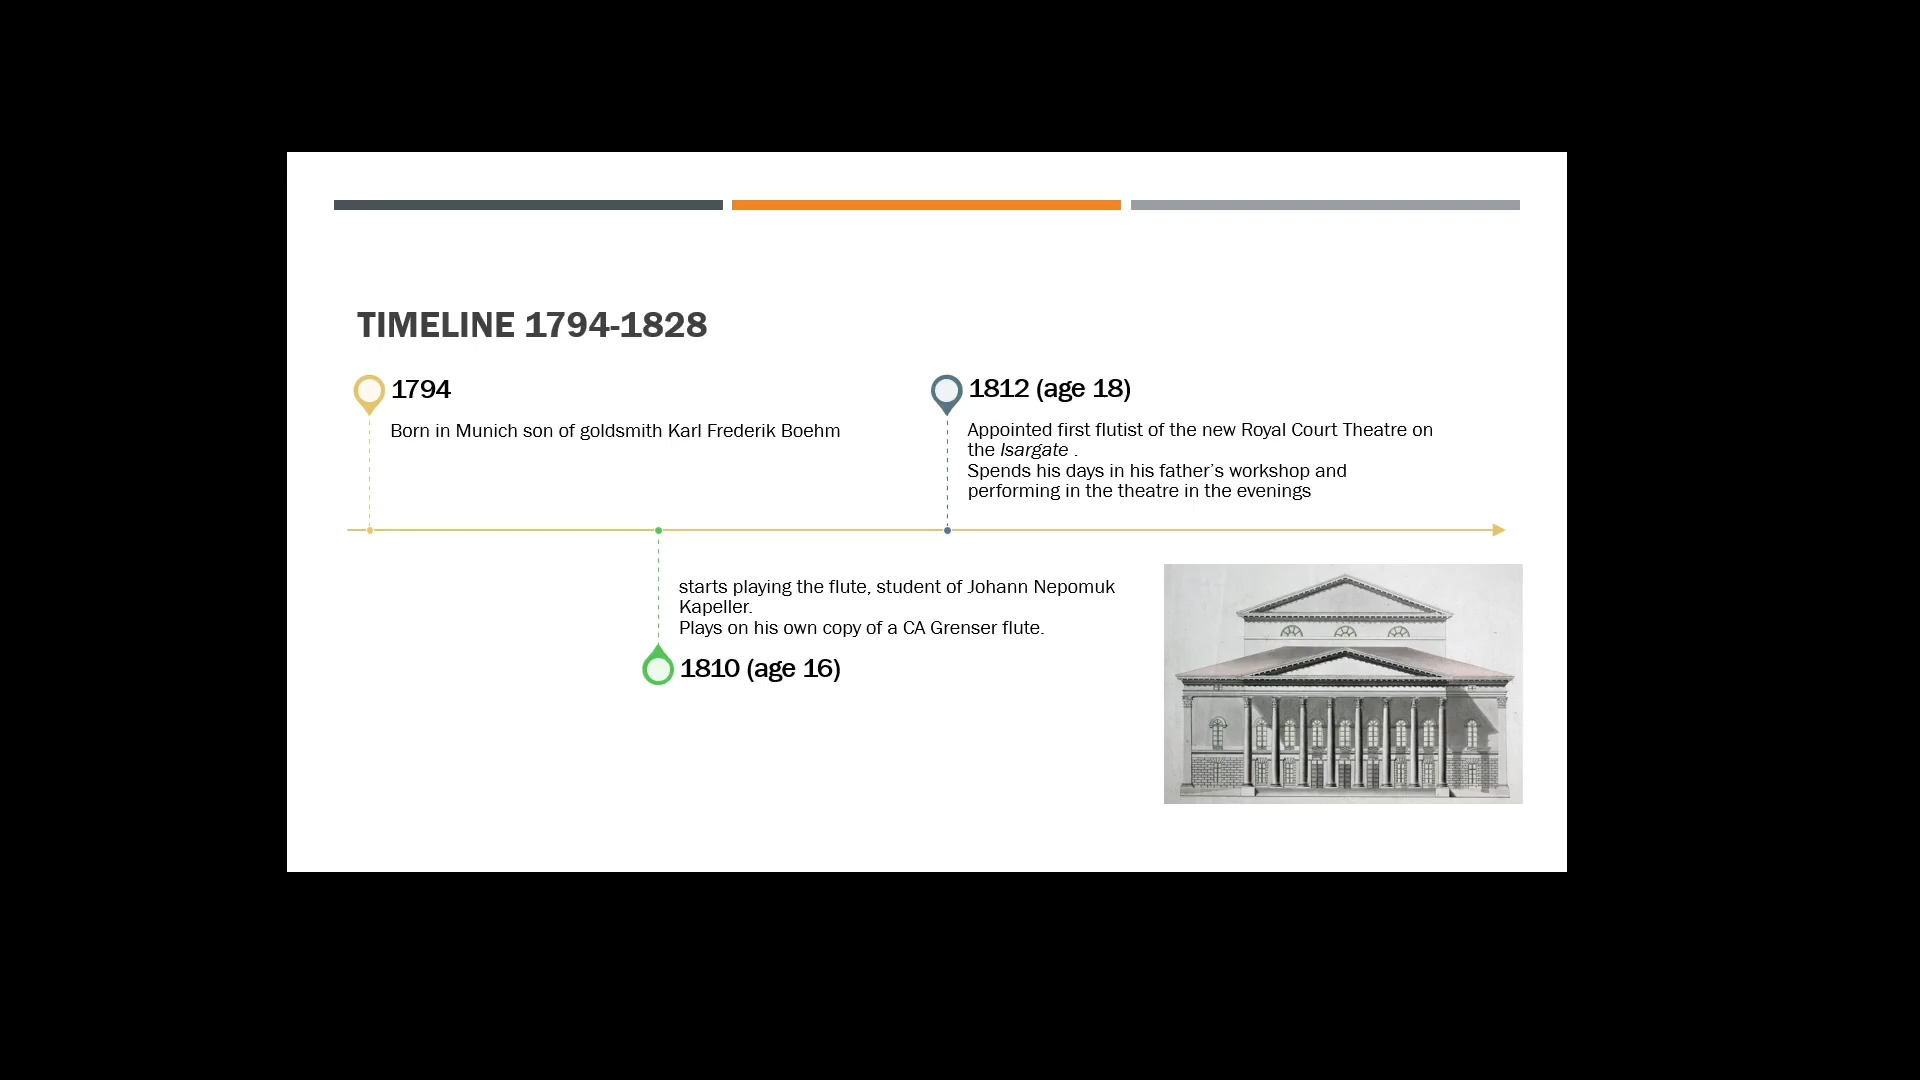 TIMELINE 1794-1828
1794
Born in Munich son of goldsmith Karl Frederik Boehm
1812 (age 18)
Appointed first flutist of the new Royal Court Theatre on
the Isargate .
Spends his days in his father’s workshop and
performing in the theatre in the evenings
starts playing the flute, student of Johann Nepomuk
Kapeller.
Plays on his own copy of a CA Grenser flute.
1810 (age 16)